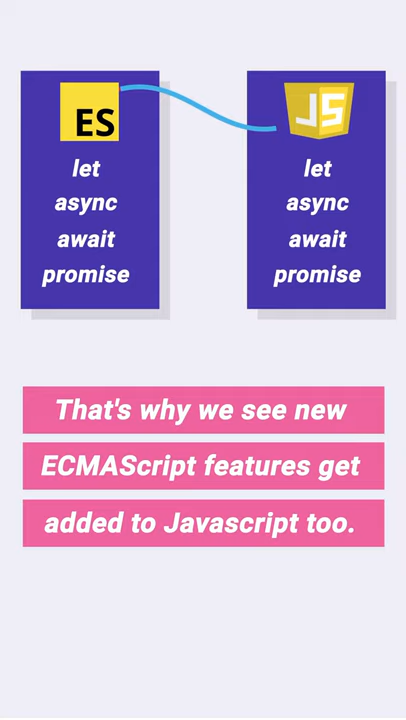 ES
let
async
await
promise
JS
let
async
await
promise
That's why we see new
ECMAScript features get
added to Javascript too.